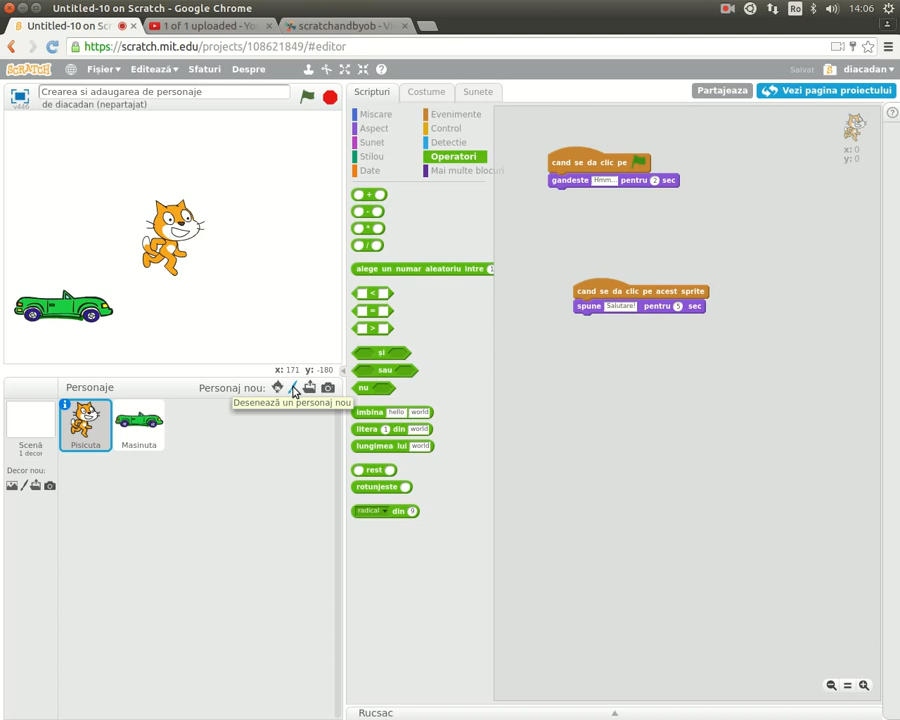 Untitled-10 on Scratch - Google Chrome
Ro
14:06
Untitled-10 on Scr
1 of 1 uploaded - Yo
scratchandbyob - Vi
https://scratch.mit.edu/projects/108621849/#editor
SCRATCH
Fișier
Editează
Sfaturi
Despre
Salvat
diacadan
Crearea si adaugarea de personaje
de diacadan (nepartajat)
v446
Scripturi
Costume
Sunete
Partajeaza
Vezi pagina proiectului
Miscare
Evenimente
Aspect
Control
Sunet
Detectie
Stilou
Operatori
Date
Mai multe blocuri
+
-
*
/
alege un numar aleatoriu intre 1
<
=
>
si
sau
nu
imbina hello world
litera 1 din world
lungimea lui world
rest
rotunjeste
radical din 9
cand se da clic pe
gandeste Hmm... pentru 2 sec
cand se da clic pe acest sprite
spune Salutare! pentru 5 sec
x: 0
y: 0
x: 171 y: -180
Personaje
Personaj nou:
Desenează un personaj nou
Scenă
1 decor
Decor nou:
Pisicuta
Masinuta
Rucsac